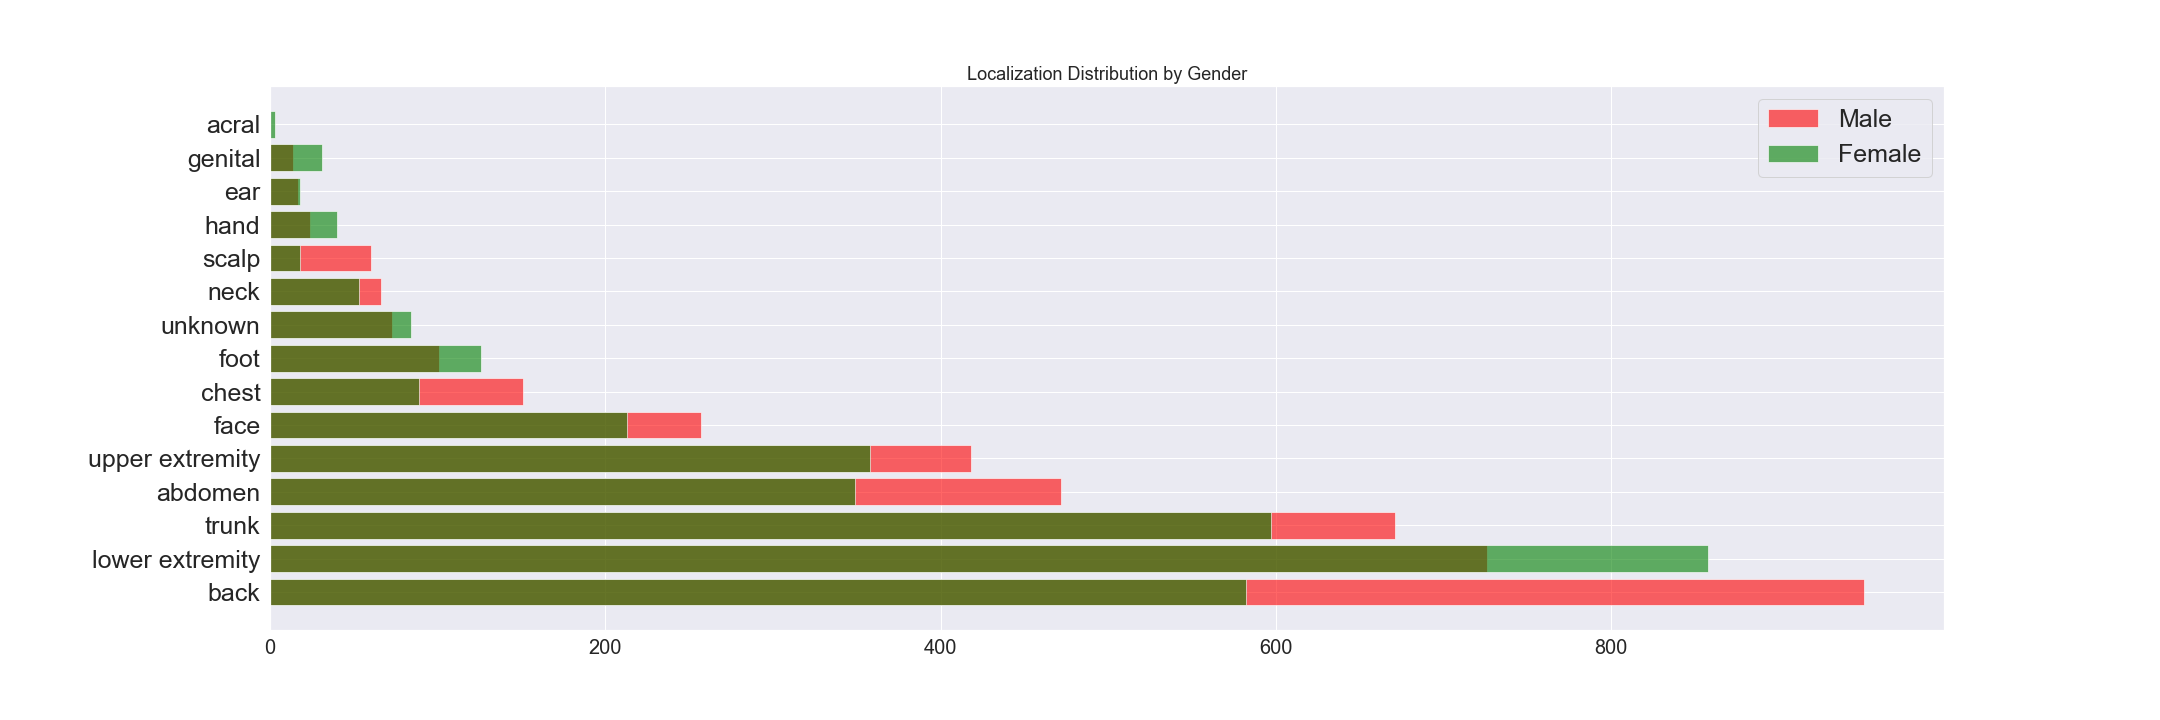 Localization Distribution by Gender
Male
Female
acral
genital
ear
hand
scalp
neck
unknown
foot
chest
face
upper extremity
abdomen
trunk
lower extremity
back
0 200 400 600 800